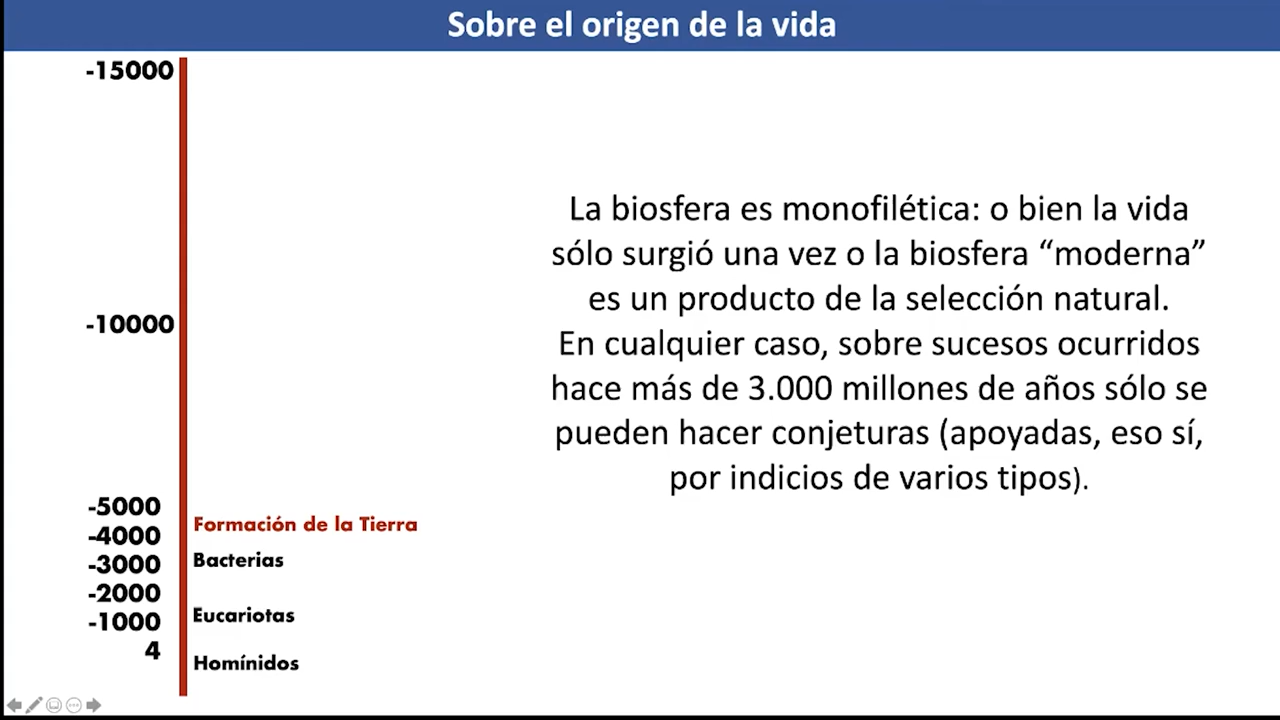 Sobre el origen de la vida
-15000
-10000
-5000
-4000
-3000
-2000
-1000
4
Formación de la Tierra
Bacterias
Eucariotas
Homínidos
La biosfera es monofilética: o bien la vida
sólo surgió una vez o la biosfera “moderna”
es un producto de la selección natural.
En cualquier caso, sobre sucesos ocurridos
hace más de 3.000 millones de años sólo se
pueden hacer conjeturas (apoyadas, eso sí,
por indicios de varios tipos).